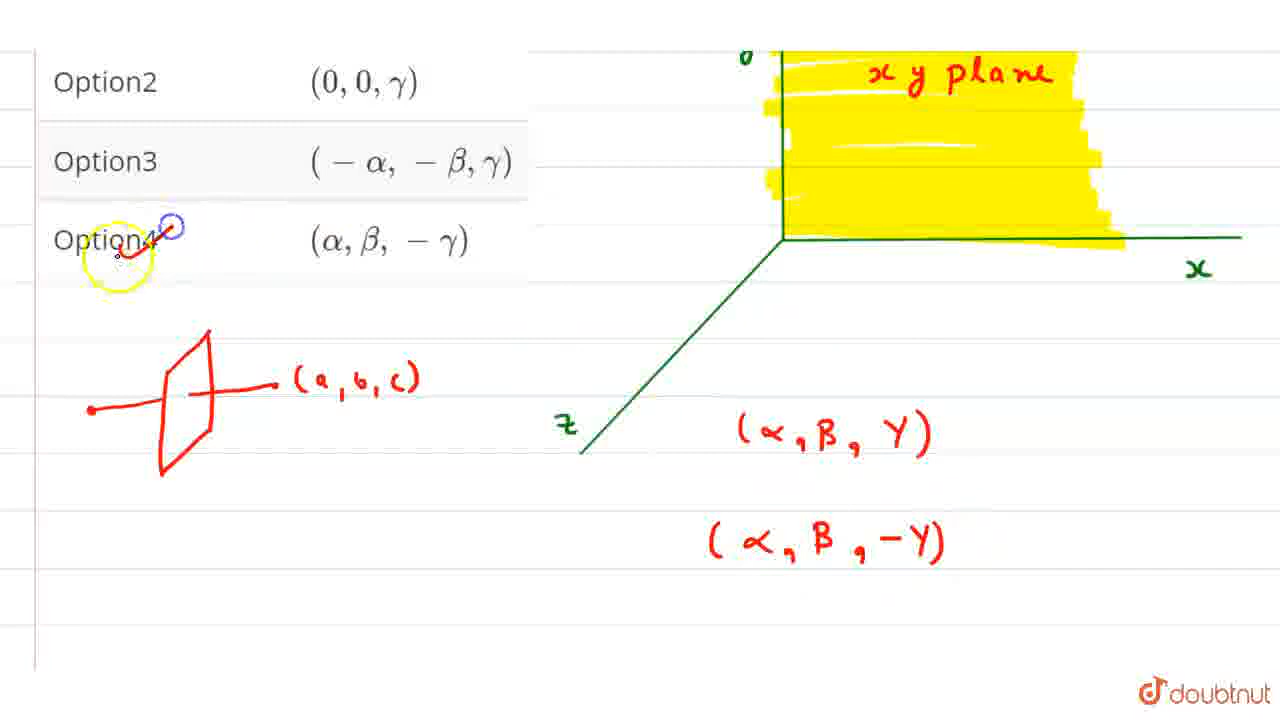 Option2 (0, 0, γ)
x y plane
Option3 ( − α, − β, γ)
Option4 (α, β, − γ)
x
(a, b, c)
z
(α, β, γ)
(α, β, −γ)
doubtnut